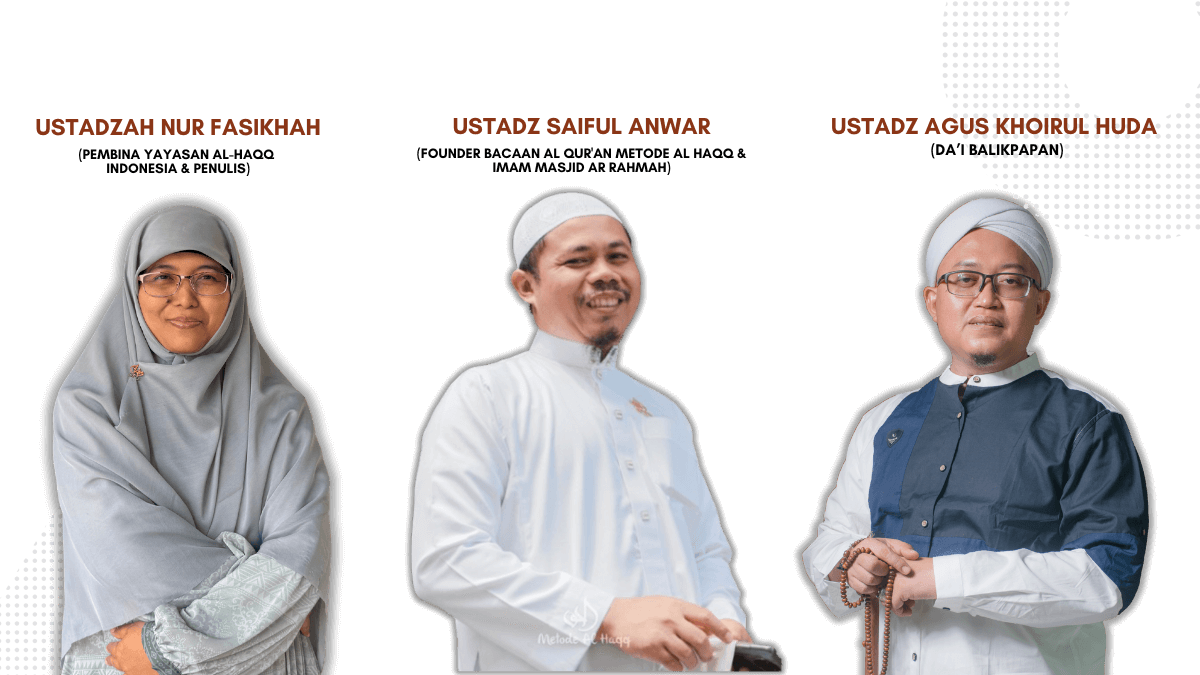 USTADZAH NUR FASIKHAH
(PEMBINA YAYASAN AL-HAQQ
INDONESIA & PENULIS)
USTADZ SAIFUL ANWAR
(FOUNDER BACAAN AL QUR'AN METODE AL HAQQ &
IMAM MASJID AR RAHMAH)
USTADZ AGUS KHOIRUL HUDA
(DA’I BALIKPAPAN)
Metode Al Haqq